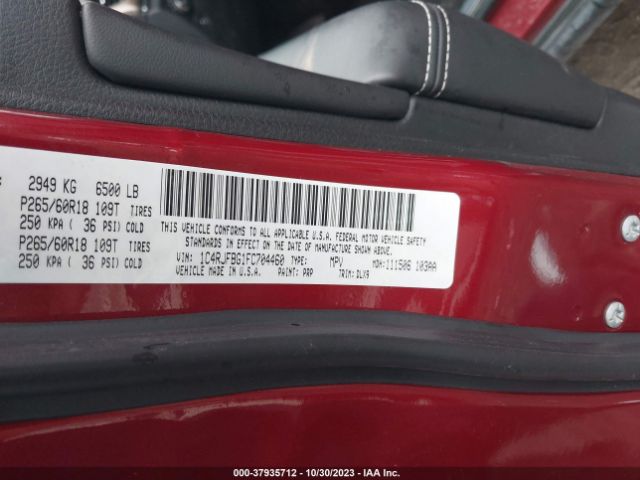 2949 KG 6500 LB
P265/60R18 109T TIRES
250 KPA ( 36 PSI) COLD
P265/60R18 109T TIRES
250 KPA ( 36 PSI) COLD
THIS VEHICLE CONFORMS TO ALL APPLICABLE U.S.A. FEDERAL MOTOR VEHICLE SAFETY
STANDARDS IN EFFECT ON THE DATE OF MANUFACTURE SHOWN ABOVE.
VIN: 1C4RJFBG1FC704460 TYPE: MPV MDH:111506 103AA
VEHICLE MADE IN U.S.A. PAINT: PRP TRIM: DLX9
000-37935712 - 10/30/2023 - IAA Inc.